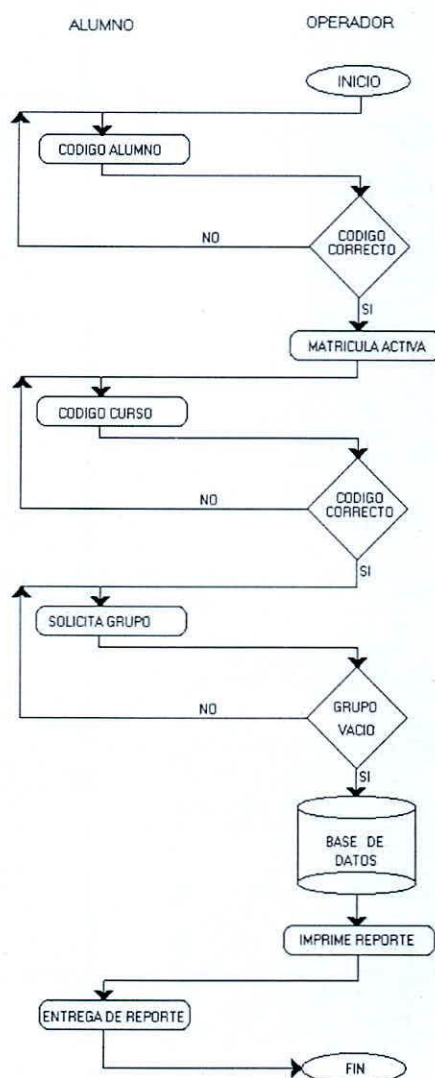 ALUMNO
OPERADOR
INICIO
CODIGO ALUMNO
CODIGO
CORRECTO
NO
SI
MATRICULA ACTIVA
CODIGO CURSO
CODIGO
CORRECTO
NO
SI
SOLICITA GRUPO
GRUPO
VACIO
NO
SI
BASE DE
DATOS
IMPRIME REPORTE
ENTREGA DE REPORTE
FIN